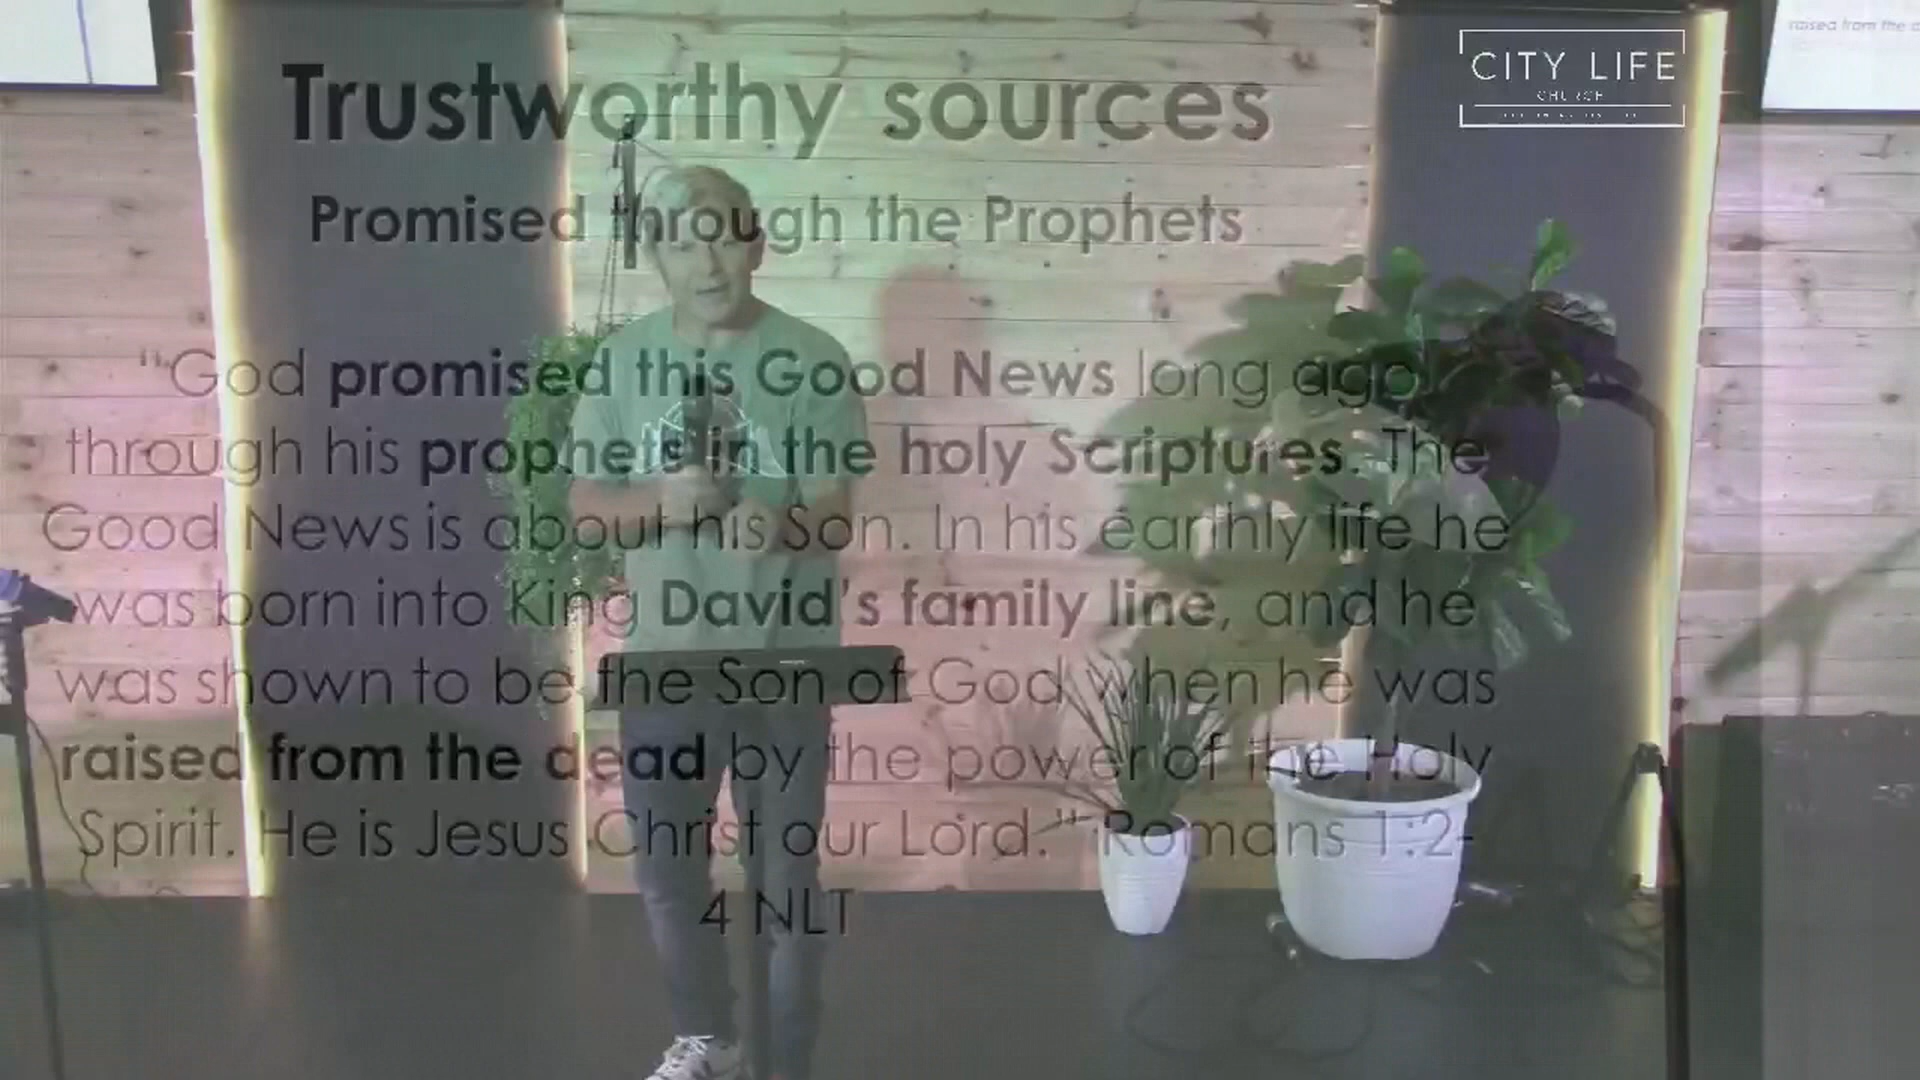 raised from the
CITY LIFE
CHURCH
Trustworthy sources
Promised through the Prophets
"God promised this Good News long ago
through his prophets in the holy Scriptures. The
Good News is about his Son. In his earthly life he
was born into King David's family line, and he
was shown to be the Son of God when he was
raised from the dead by the power of the Holy
Spirit. He is Jesus Christ our Lord." Romans 1:2-
4 NLT